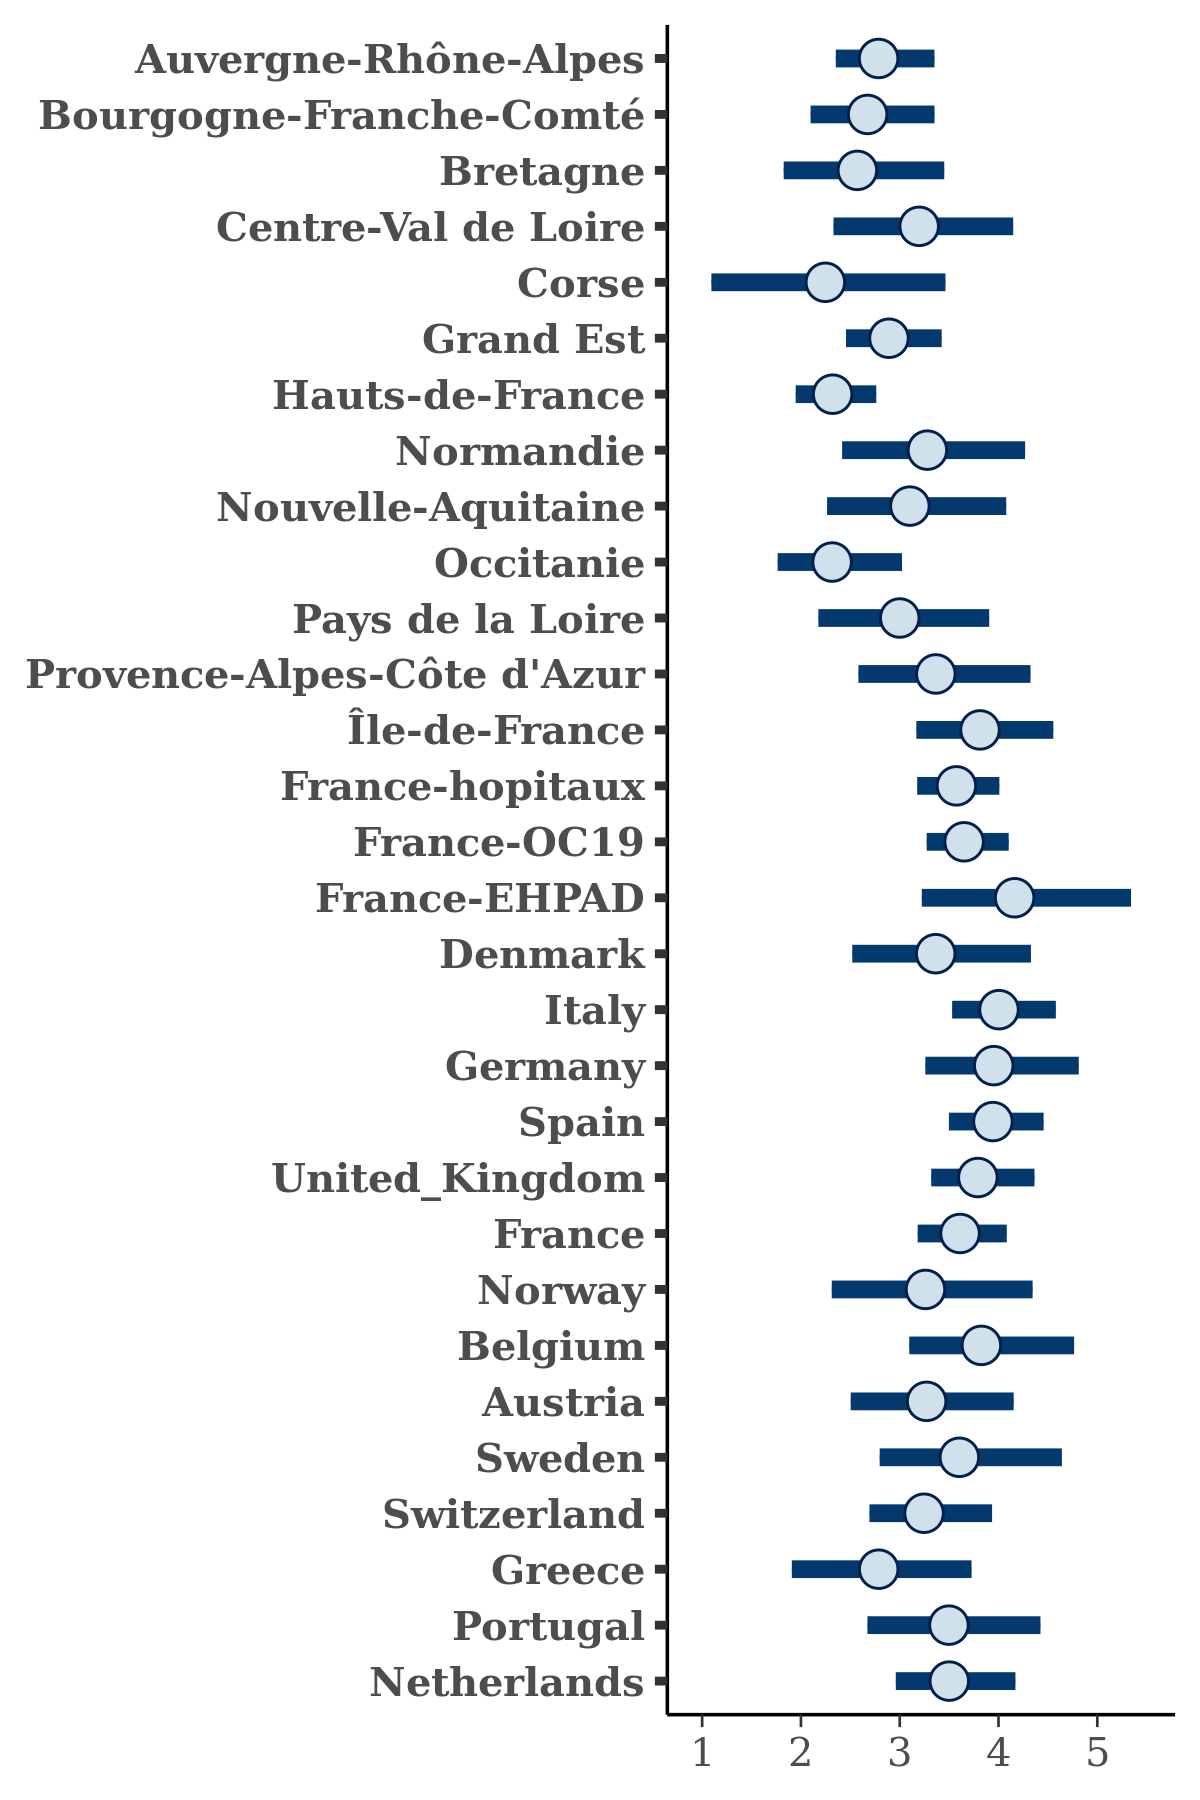 Auvergne-Rhône-Alpes
Bourgogne-Franche-Comté
Bretagne
Centre-Val de Loire
Corse
Grand Est
Hauts-de-France
Normandie
Nouvelle-Aquitaine
Occitanie
Pays de la Loire
Provence-Alpes-Côte d'Azur
Île-de-France
France-hopitaux
France-OC19
France-EHPAD
Denmark
Italy
Germany
Spain
United_Kingdom
France
Norway
Belgium
Austria
Sweden
Switzerland
Greece
Portugal
Netherlands
1 2 3 4 5